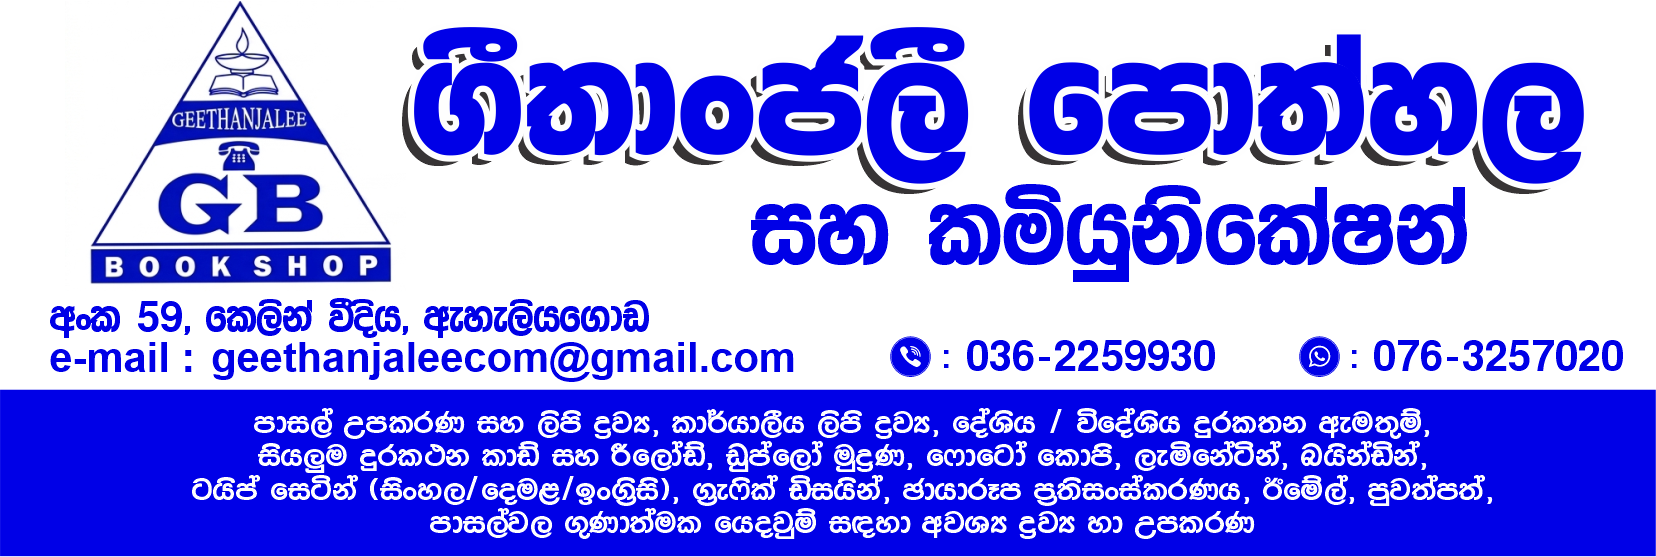 GEETHANJALEE
GB
BOOK SHOP
ගීතාංජලී පොත්හල
සහ කමියුනිකේෂන්
අංක 59, කෙලින් වීදිය, ඇහැලියගොඩ
e-mail : geethanjaleecom@gmail.com
: 036-2259930
: 076-3257020
පාසල් උපකරණ සහ ලිපි ද්‍රව්‍ය, කාර්යාලීය ලිපි ද්‍රව්‍ය, දේශිය / විදේශිය දුරකතන ඇමතුම්,
සියලුම දුරකථන කාඩ් සහ රීලෝඩ්, ඩුප්ලෝ මුද්‍රණ, ෆොටෝ කොපි, ලැමිනේටින්, බයින්ඩින්,
ටයිප් සෙටින් (සිංහල/දෙමළ/ඉංග්‍රිසි), ග්‍රැෆික් ඩිසයින්, ඡායාරූප ප්‍රතිසංස්කරණය, ඊමේල්, පුවත්පත්,
පාසල්වල ගුණාත්මක යෙදවුම් සඳහා අවශ්‍ය ද්‍රව්‍ය හා උපකරණ